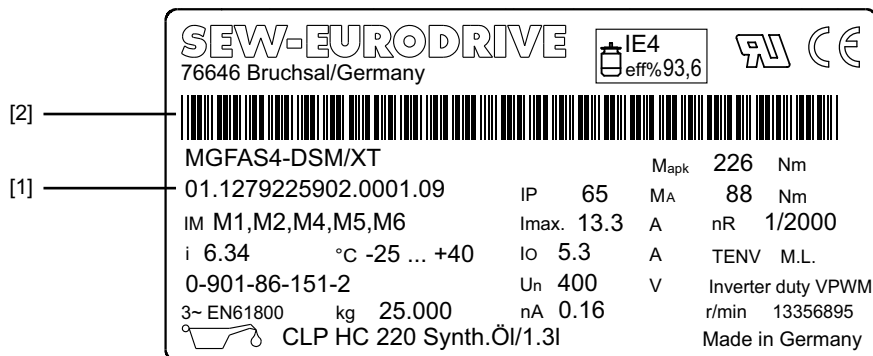 SEW-EURODRIVE
76646 Bruchsal/Germany
IE4
eff% 93,6
UR CE
[2]
MGFAS4-DSM/XT Mapk 226 Nm
[1] 01.1279225902.0001.09 IP 65 MA 88 Nm
IM M1,M2,M4,M5,M6 Imax. 13.3 A nR 1/2000
i 6.34 °C -25 ... +40 IO 5.3 A TENV M.L.
0-901-86-151-2 Un 400 V Inverter duty VPWM
3~ EN61800 kg 25.000 nA 0.16 r/min 13356895
CLP HC 220 Synth.Öl/1.3l Made in Germany